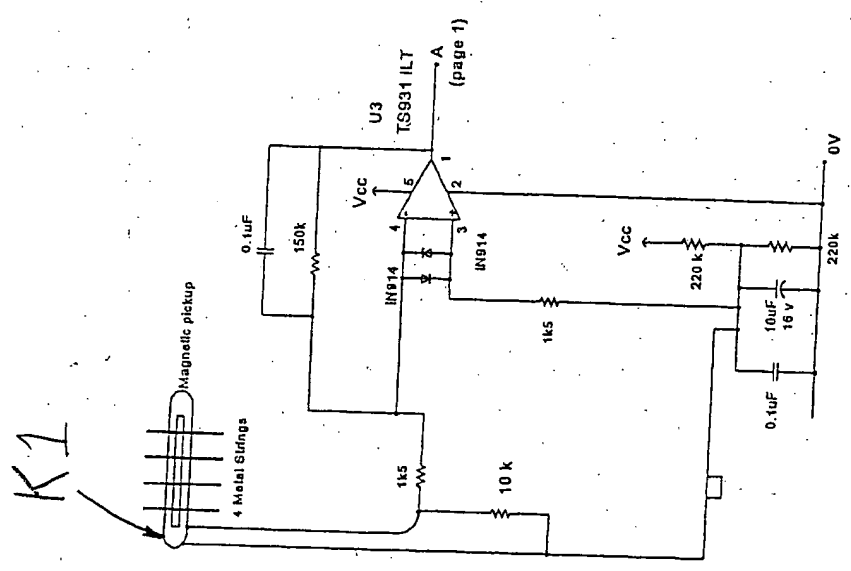 K1
Magnetic pickup
4 Metal Strings
0.1uF
150k
U3
TS931 ILT
A
(page 1)
Vcc
5
1
2
4
-
3
+
IN914
IN914
1k5
10 k
1k5
Vcc
220 k
220k
10uF
16 v
0.1uF
0V